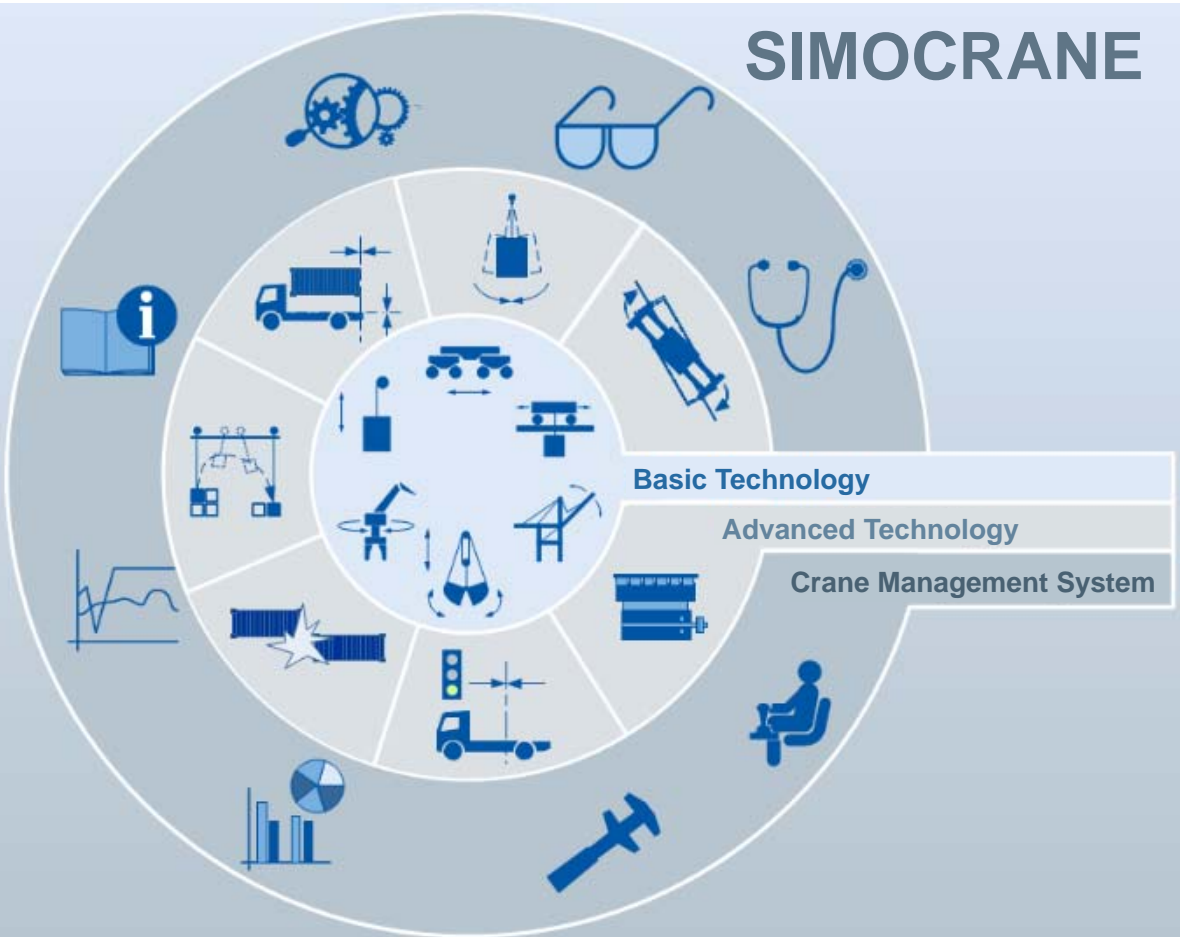 SIMOCRANE
i
Basic Technology
Advanced Technology
Crane Management System